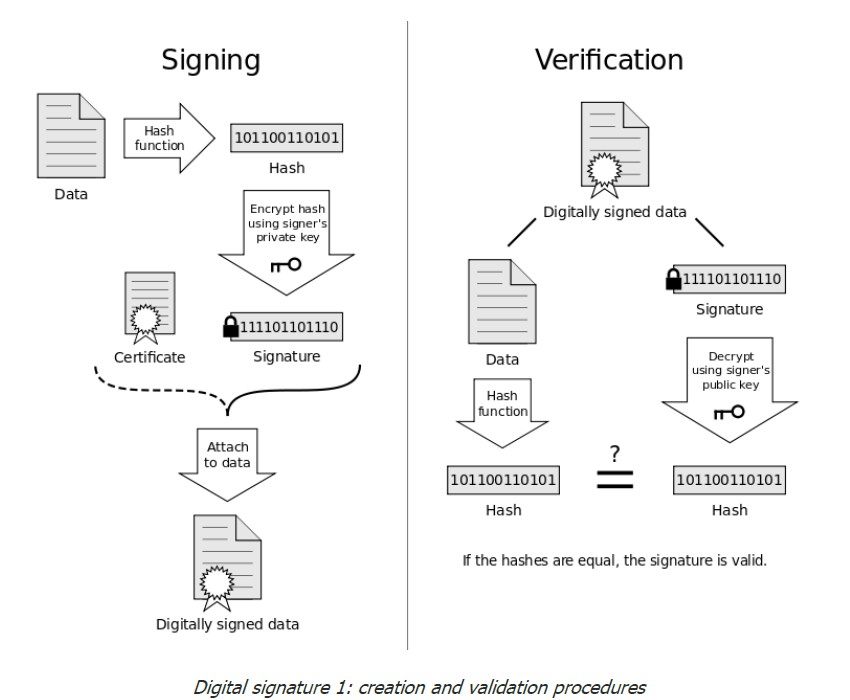 Signing
Hash
function
101100110101
Hash
Data
Encrypt hash
using signer's
private key
111101101110
Certificate
Signature
Attach
to data
Digitally signed data
Verification
Digitally signed data
111101101110
Signature
Data
Decrypt
using signer's
public key
Hash
function
?
101100110101
101100110101
Hash
Hash
If the hashes are equal, the signature is valid.
Digital signature 1: creation and validation procedures